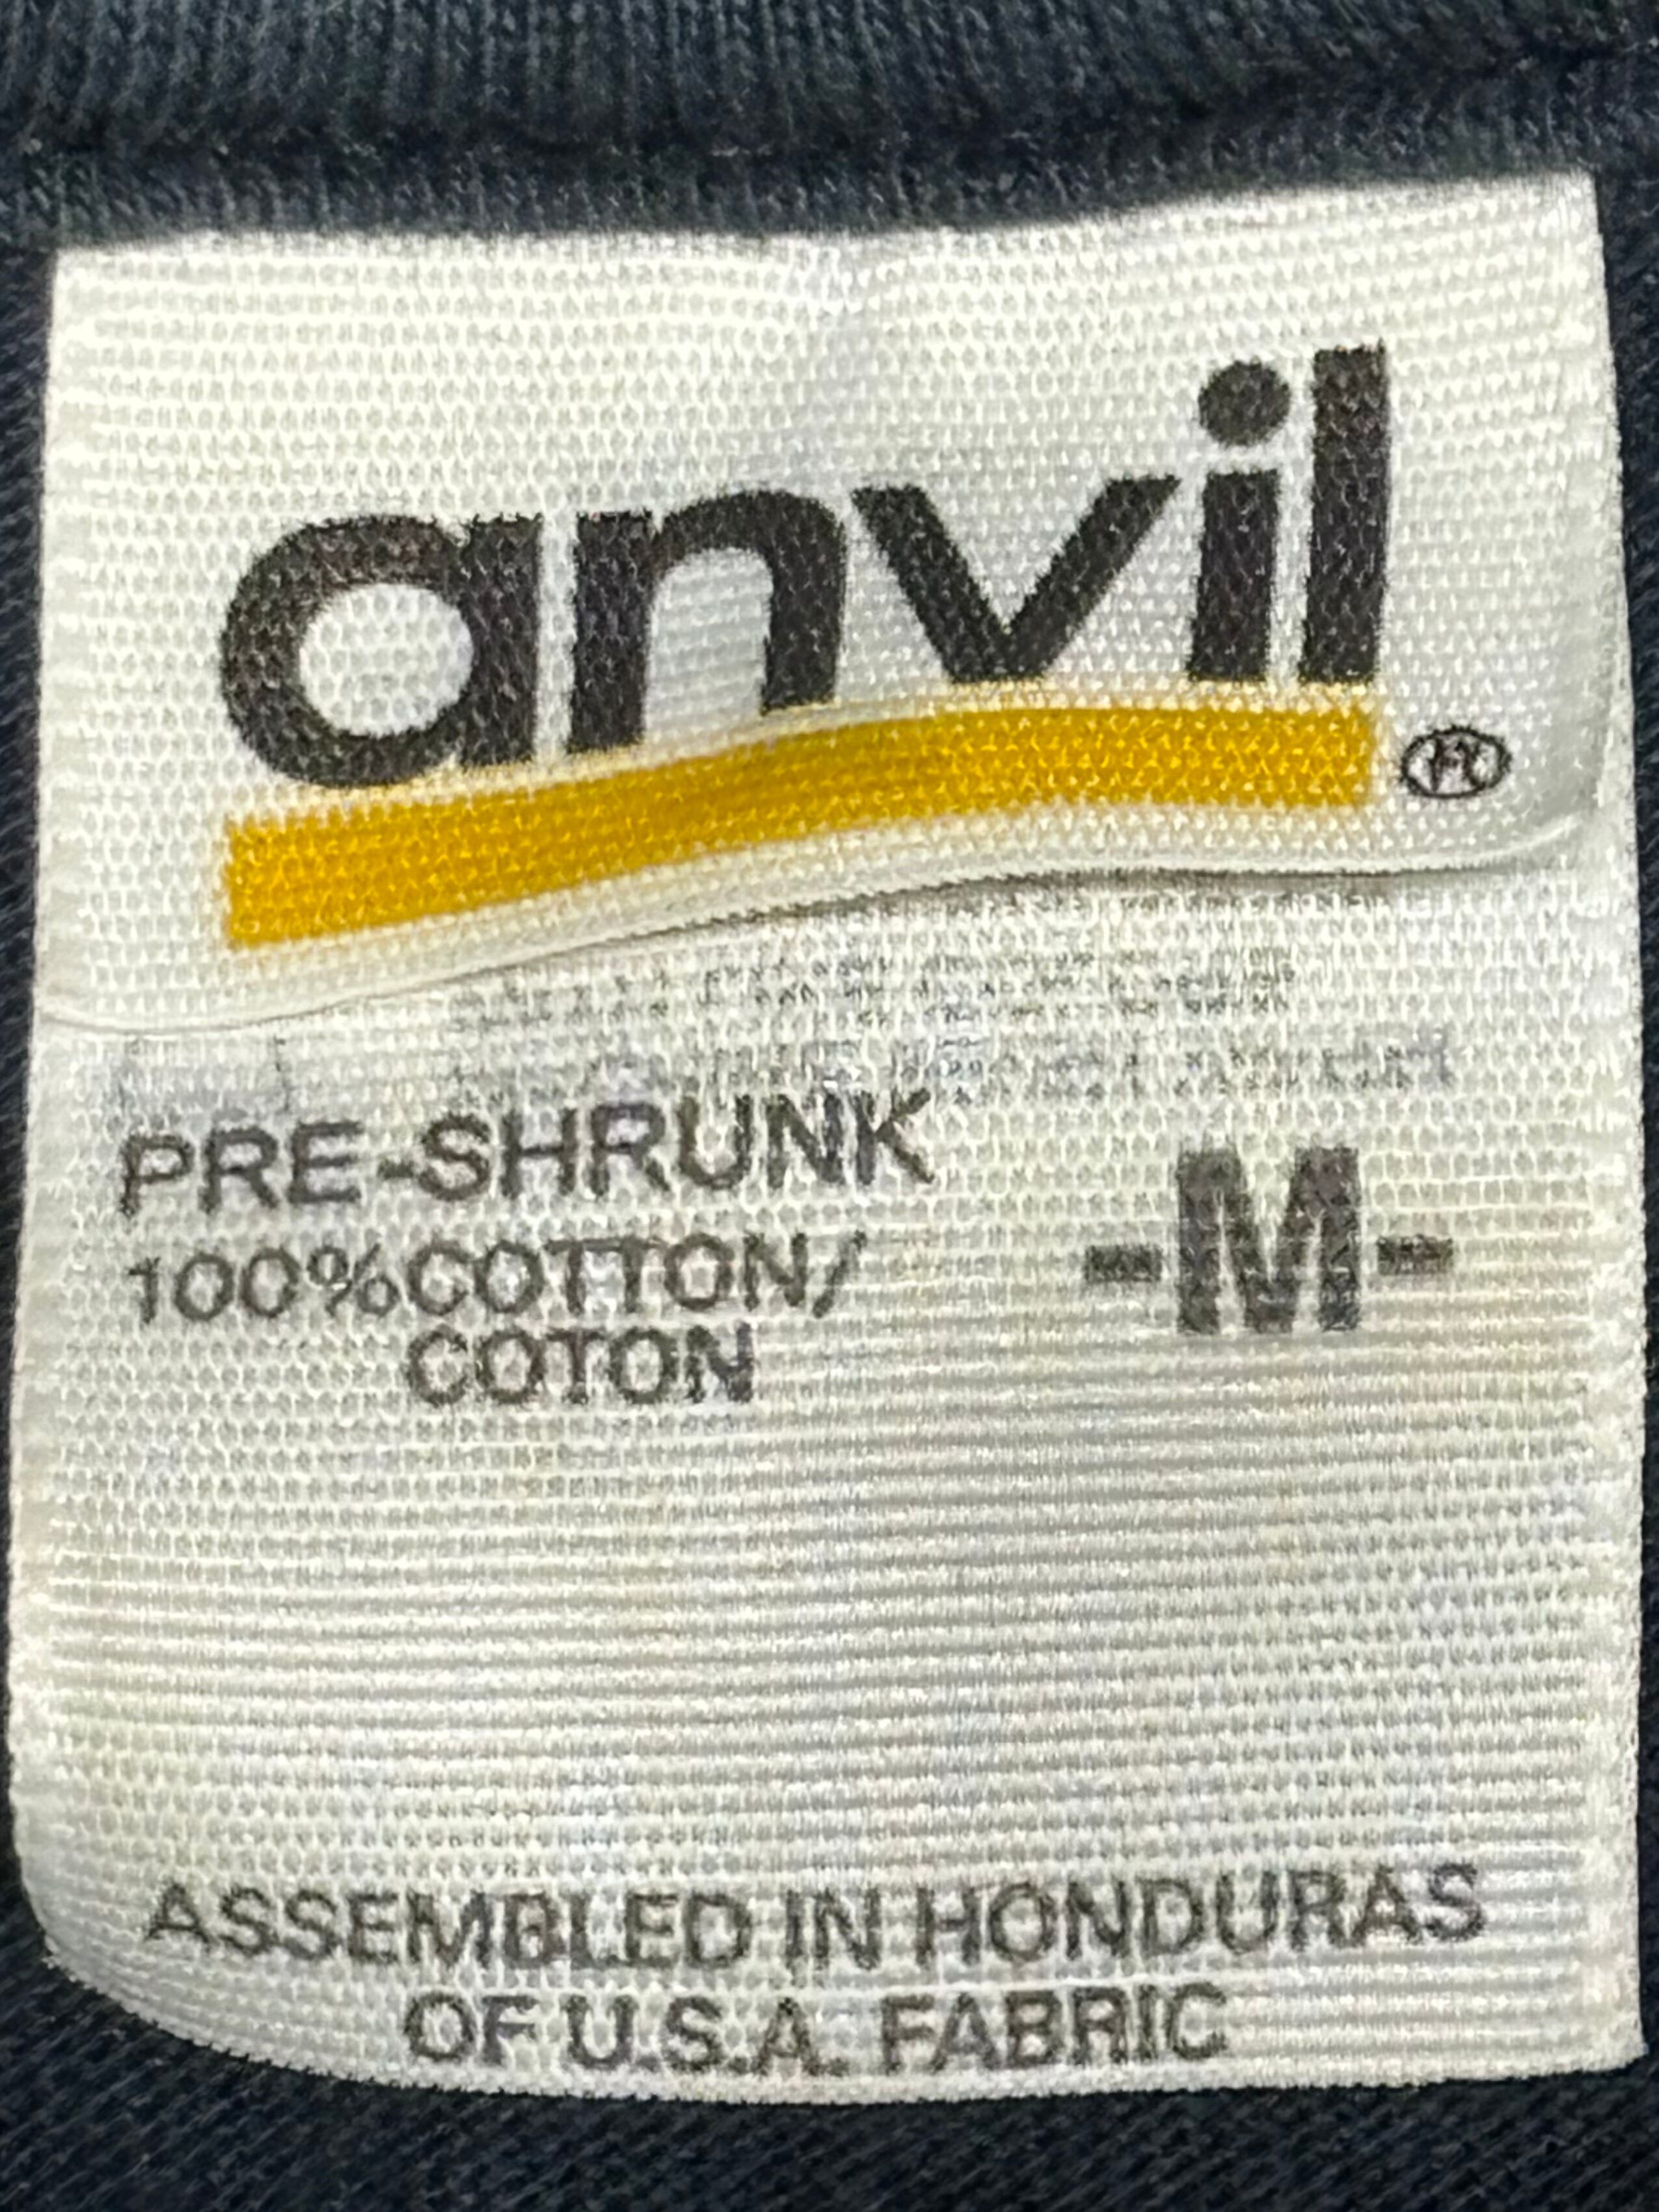 anvil®
PRE-SHRUNK
100%COTTON/
COTON
-M-
ASSEMBLED IN HONDURAS
OF U.S.A. FABRIC